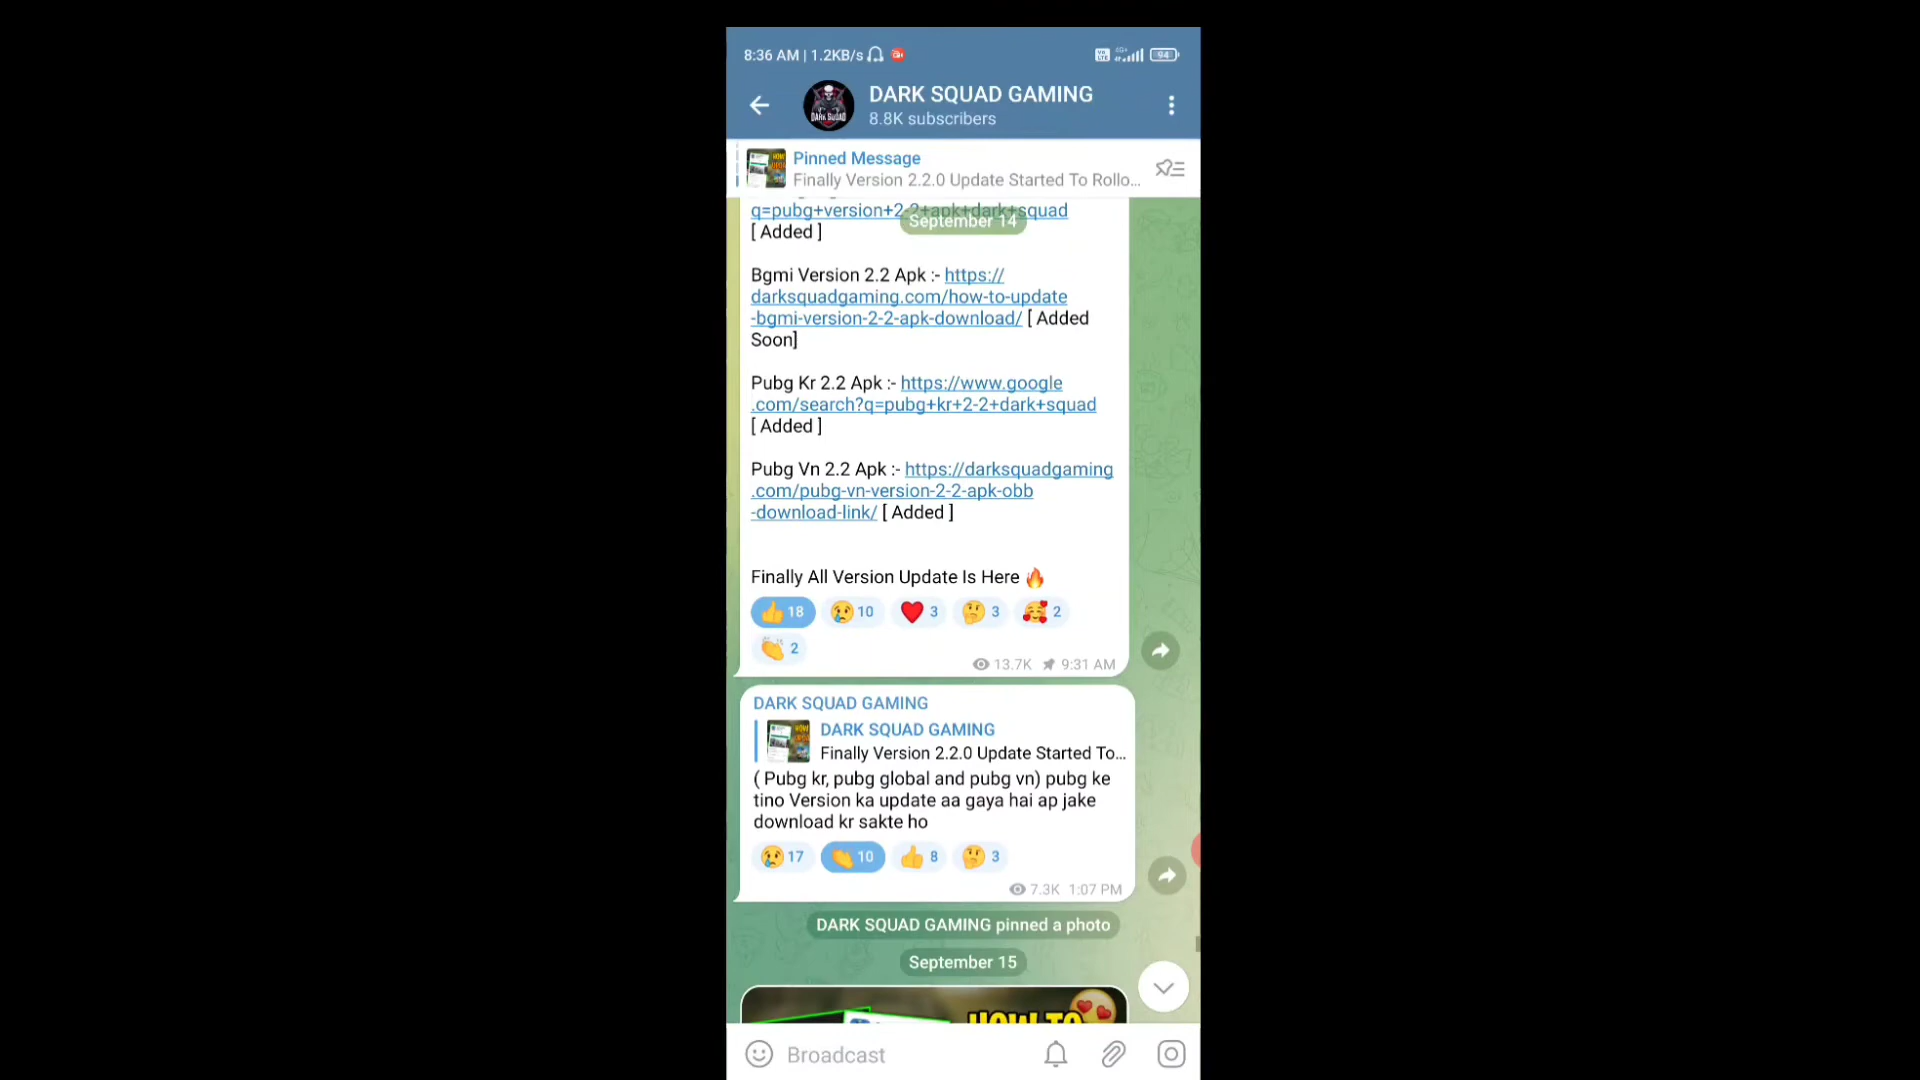 8:36 AM | 1.2KB/s
94
DARK SQUAD GAMING
8.8K subscribers
Pinned Message
Finally Version 2.2.0 Update Started To Rollo...
q=pubg+version+2-2+apk+dark+squad
September 14
[ Added ]
Bgmi Version 2.2 Apk :- https://
darksquadgaming.com/how-to-update
-bgmi-version-2-2-apk-download/ [ Added
Soon]
Pubg Kr 2.2 Apk :- https://www.google
.com/search?q=pubg+kr+2-2+dark+squad
[ Added ]
Pubg Vn 2.2 Apk :- https://darksquadgaming
.com/pubg-vn-version-2-2-apk-obb
-download-link/ [ Added ]
Finally All Version Update Is Here 🔥
👍 18 😢 10 ❤️ 3 🤔 3 🥰 2
👏 2
13.7K 9:31 AM
DARK SQUAD GAMING
DARK SQUAD GAMING
Finally Version 2.2.0 Update Started To...
( Pubg kr, pubg global and pubg vn) pubg ke
tino Version ka update aa gaya hai ap jake
download kr sakte ho
😢 17 👏 10 👍 8 🤔 3
7.3K 1:07 PM
DARK SQUAD GAMING pinned a photo
September 15
HOW TO
Broadcast